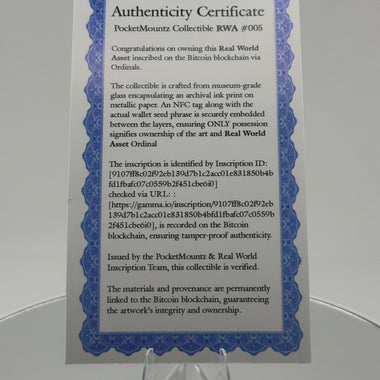 Authenticity Certificate
PocketMountz Collectible RWA #005
Congratulations on owning this Real World
Asset inscribed on the Bitcoin blockchain via
Ordinals.
The collectible is crafted from museum-grade
glass encapsulating an archival ink print on
metallic paper. An NFC tag along with the
actual wallet seed phrase is securely embedded
between the layers, ensuring ONLY possession
signifies ownership of the art and Real World
Asset Ordinal
The inscription is identified by Inscription ID:
[9107ff8c02f92eb139d7b1c2acc01e831850b4b
fd1fbafc07c0559b2f451cbe6i0]
checked via URL: :
[https://gamma.io/inscription/9107ff8c02f92eb
139d7b1c2acc01e831850b4bfd1fbafc07c0559b
2f451cbe6i0], is recorded on the Bitcoin
blockchain, ensuring tamper-proof authenticity.
Issued by the PocketMountz & Real World
Inscription Team, this collectible is verified.
The materials and provenance are permanently
linked to the Bitcoin blockchain, guaranteeing
the artwork's integrity and ownership.